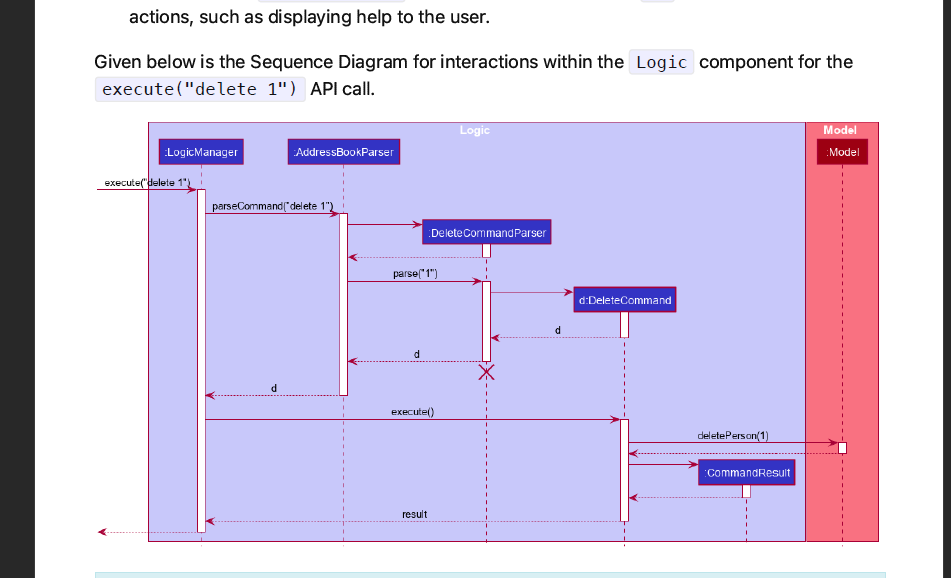 actions, such as displaying help to the user.
Given below is the Sequence Diagram for interactions within the Logic component for the
execute("delete 1") API call.
Logic
Model
:LogicManager
:AddressBookParser
:Model
execute("delete 1")
parseCommand("delete 1")
:DeleteCommandParser
parse("1")
d:DeleteCommand
d
d
d
execute()
deletePerson(1)
:CommandResult
result